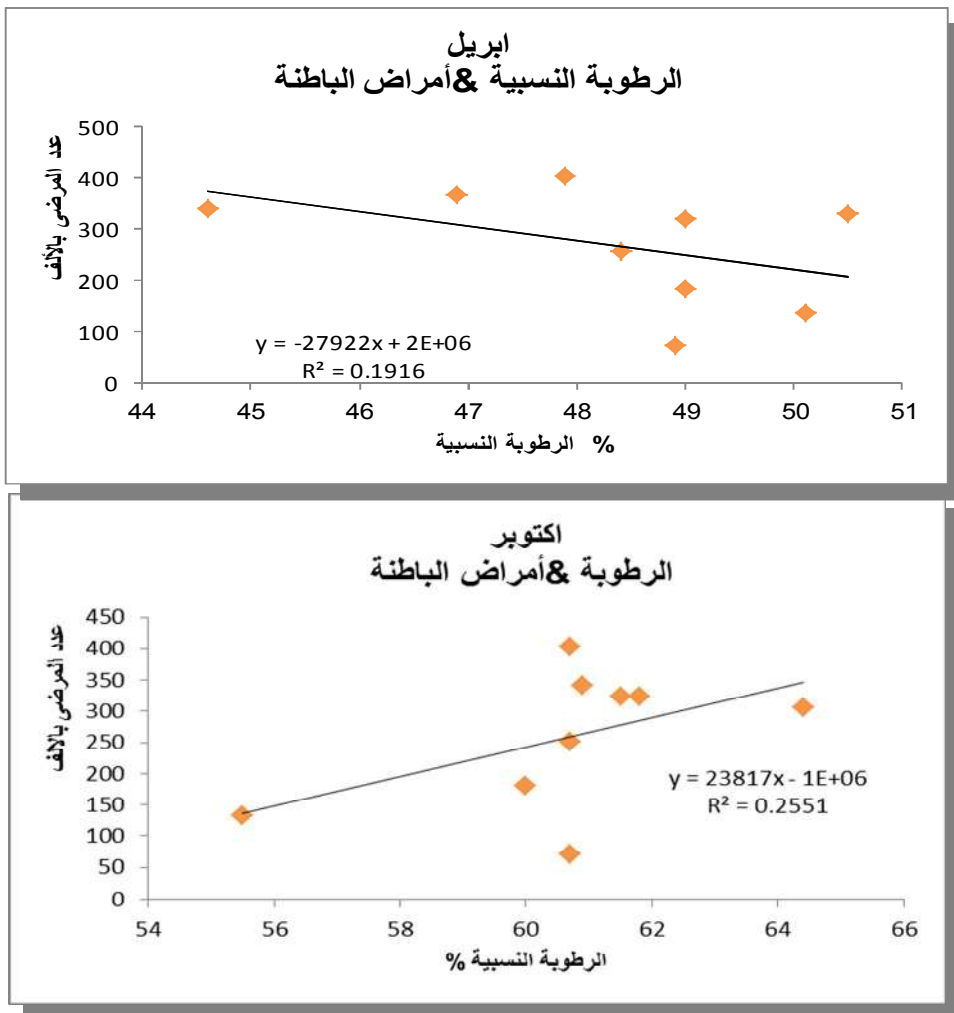 ابريل
الرطوبة النسبية &أمراض الباطنة
عدد المرضى بالألف
500
400
300
200
100
0
y = -27922x + 2E+06
R² = 0.1916
44 45 46 47 48 49 50 51
% الرطوبة النسبية
اكتوبر
الرطوبة &أمراض الباطنة
عدد المرضى بالالف
450
400
350
300
250
200
150
100
50
0
y = 23817x - 1E+06
R² = 0.2551
54 56 58 60 62 64 66
الرطوبة النسبية %